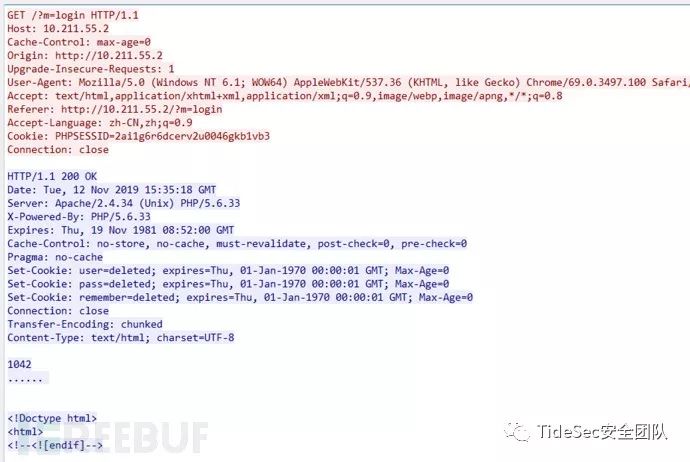 GET /?m=login HTTP/1.1
Host: 10.211.55.2
Cache-Control: max-age=0
Origin: http://10.211.55.2
Upgrade-Insecure-Requests: 1
User-Agent: Mozilla/5.0 (Windows NT 6.1; WOW64) AppleWebKit/537.36 (KHTML, like Gecko) Chrome/69.0.3497.100 Safari/
Accept: text/html,application/xhtml+xml,application/xml;q=0.9,image/webp,image/apng,*/*;q=0.8
Referer: http://10.211.55.2/?m=login
Accept-Language: zh-CN,zh;q=0.9
Cookie: PHPSESSID=2ai1g6r6dcerv2u0046gkb1vb3
Connection: close
HTTP/1.1 200 OK
Date: Tue, 12 Nov 2019 15:35:18 GMT
Server: Apache/2.4.34 (Unix) PHP/5.6.33
X-Powered-By: PHP/5.6.33
Expires: Thu, 19 Nov 1981 08:52:00 GMT
Cache-Control: no-store, no-cache, must-revalidate, post-check=0, pre-check=0
Pragma: no-cache
Set-Cookie: user=deleted; expires=Thu, 01-Jan-1970 00:00:01 GMT; Max-Age=0
Set-Cookie: pass=deleted; expires=Thu, 01-Jan-1970 00:00:01 GMT; Max-Age=0
Set-Cookie: remember=deleted; expires=Thu, 01-Jan-1970 00:00:01 GMT; Max-Age=0
Connection: close
Transfer-Encoding: chunked
Content-Type: text/html; charset=UTF-8
1042
......
<!Doctype html>
<html>
<!--<![endif]-->
REEBUF
TideSec安全团队